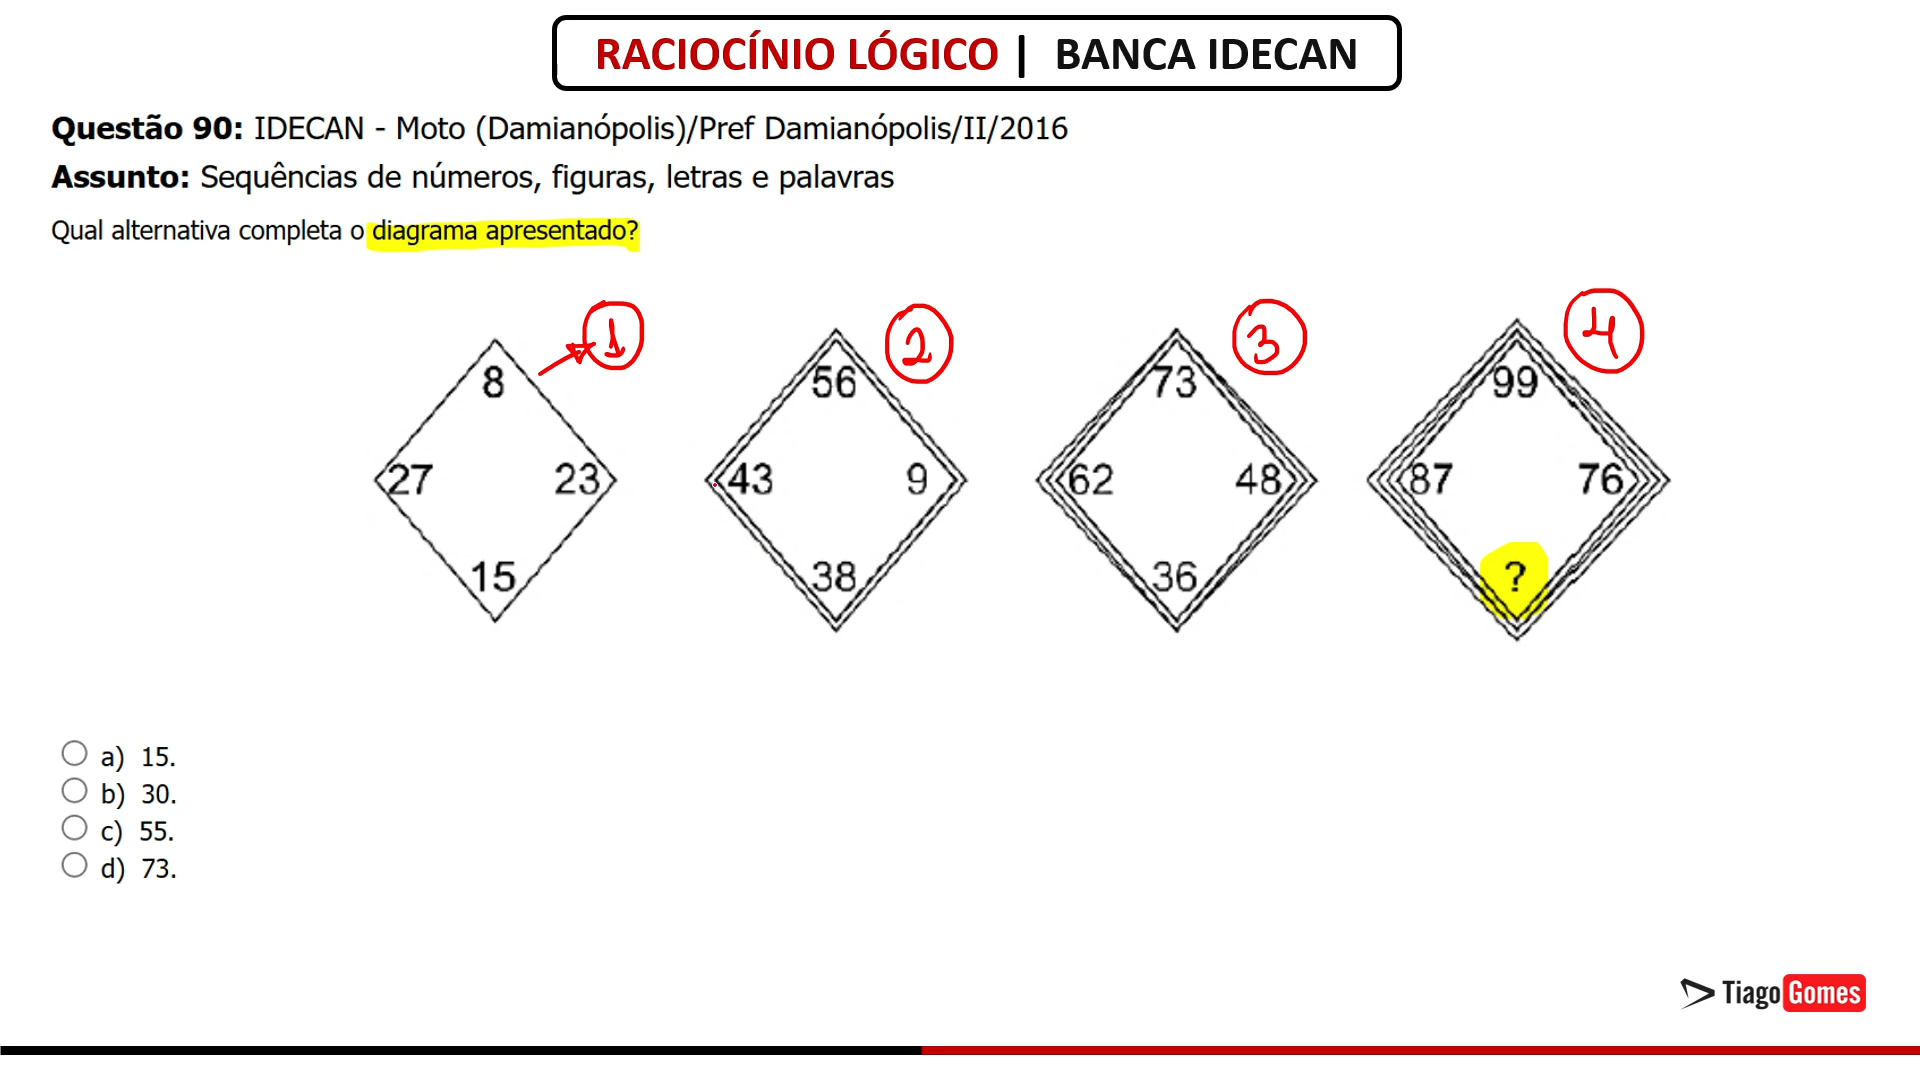 RACIOCÍNIO LÓGICO | BANCA IDECAN
Questão 90: IDECAN - Moto (Damianópolis)/Pref Damianópolis/II/2016
Assunto: Sequências de números, figuras, letras e palavras
Qual alternativa completa o diagrama apresentado?
1 2 3 4
8 56 73 99
27 23 43 9 62 48 87 76
15 38 36 ?
a) 15.
b) 30.
c) 55.
d) 73.
Tiago Gomes